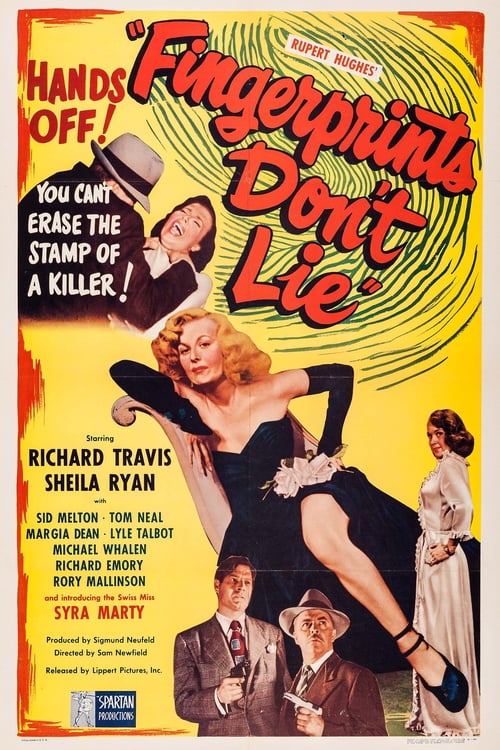 RUPERT HUGHES'
"Fingerprints
Don't
Lie"
HANDS
OFF!
YOU CAN'T
ERASE THE
STAMP OF
A KILLER!
Starring
RICHARD TRAVIS
SHEILA RYAN
with
SID MELTON · TOM NEAL
MARGIA DEAN · LYLE TALBOT
MICHAEL WHALEN
RICHARD EMORY
RORY MALLINSON
and introducing the Swiss Miss
SYRA MARTY
Produced by Sigmund Neufeld
Directed by Sam Newfield
Released by Lippert Pictures, Inc.
"SPARTAN
PRODUCTIONS